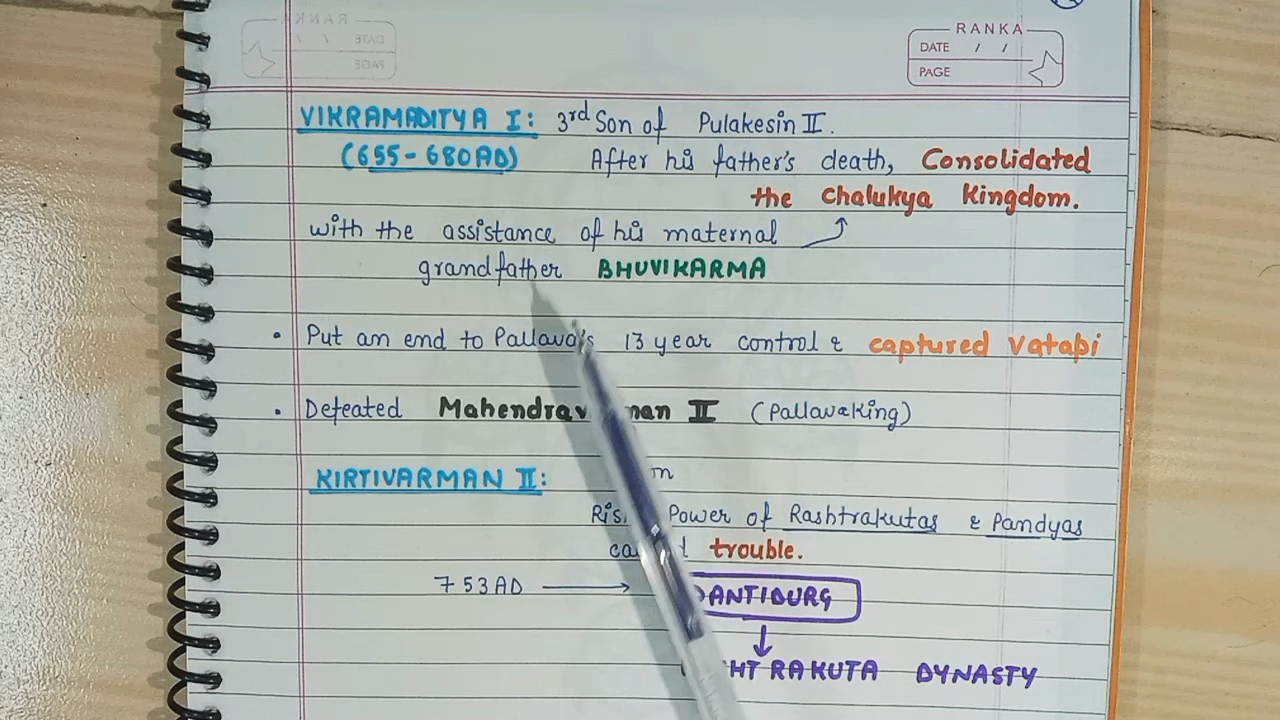 RANKA
DATE / /
PAGE
VIKRAMADITYA I: 3rd Son of Pulakesin II.
(655-680AD) After his father's death, Consolidated
the Chalukya Kingdom.
with the assistance of his maternal
grandfather BHUVIKARMA
• Put an end to Pallava's 13 year control & captured Vatapi
• Defeated II (Pallava King)
KIRTIVARMAN II:
Power of Rashtrakutas & Pandyas
trouble.
753AD →
DYNASTY